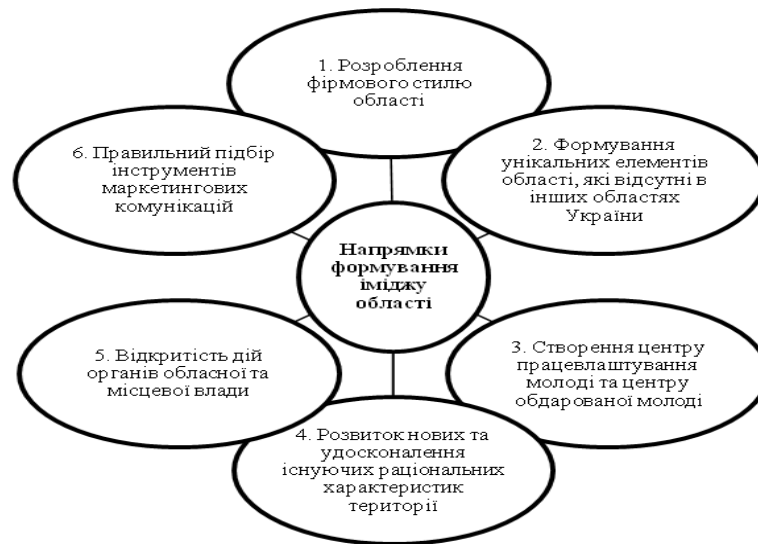 1. Розроблення
фірмового стилю
області
2. Формування
унікальних елементів
області, які відсутні в
інших областях
України
3. Створення центру
працевлаштування
молоді та центру
обдарованої молоді
4. Розвиток нових та
удосконалення
існуючих раціональних
характеристик
території
5. Відкритість дій
органів обласної та
місцевої влади
6. Правильний підбір
інструментів
маркетингових
комунікацій
Напрямки
формування
іміджу
області